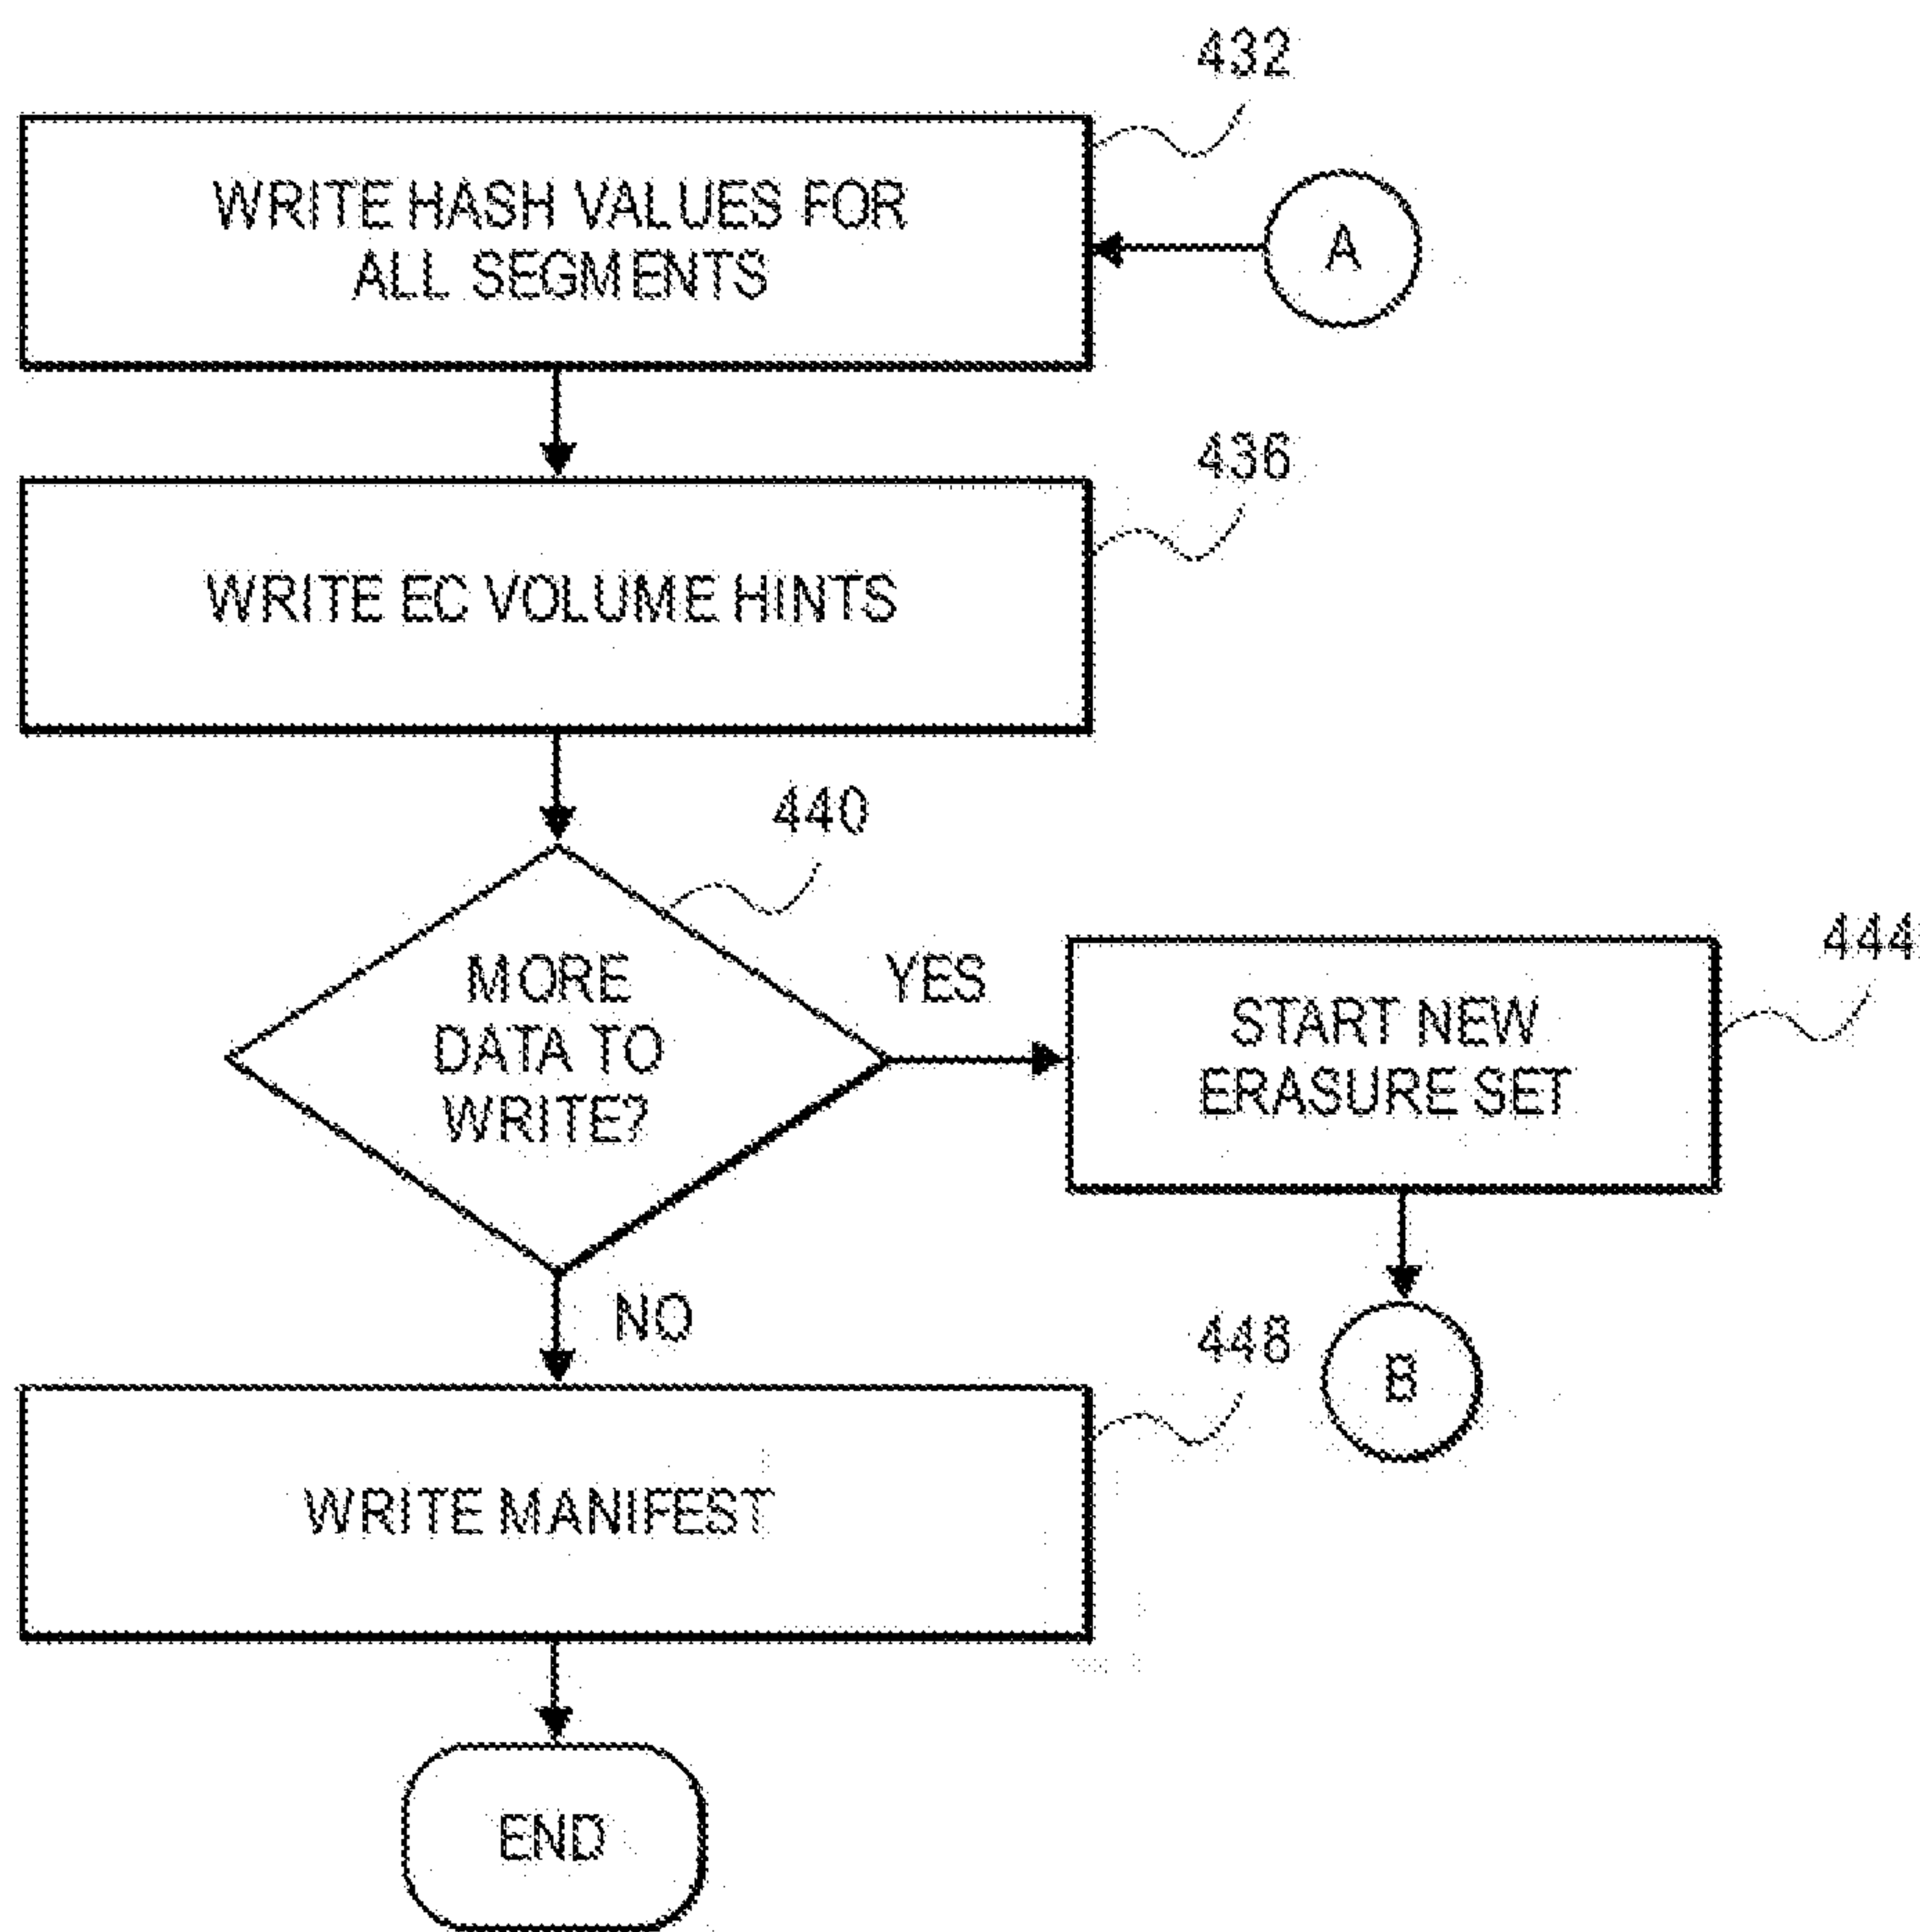 432
WRITE HASH VALUES FOR
ALL SEGMENTS
A
436
WRITE EC VOLUME HINTS
440
MORE
DATA TO
WRITE?
YES
444
START NEW
ERASURE SET
NO
448
B
WRITE MANIFEST
END